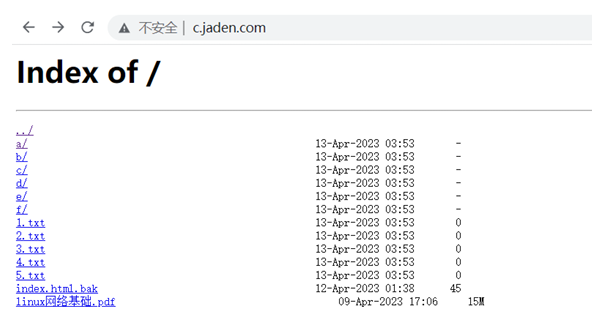 不安全 | c.jaden.com
Index of /
../
a/ 13-Apr-2023 03:53 -
b/ 13-Apr-2023 03:53 -
c/ 13-Apr-2023 03:53 -
d/ 13-Apr-2023 03:53 -
e/ 13-Apr-2023 03:53 -
f/ 13-Apr-2023 03:53 -
1.txt 13-Apr-2023 03:53 0
2.txt 13-Apr-2023 03:53 0
3.txt 13-Apr-2023 03:53 0
4.txt 13-Apr-2023 03:53 0
5.txt 13-Apr-2023 03:53 0
index.html.bak 12-Apr-2023 01:38 45
linux网络基础.pdf 09-Apr-2023 17:06 15M